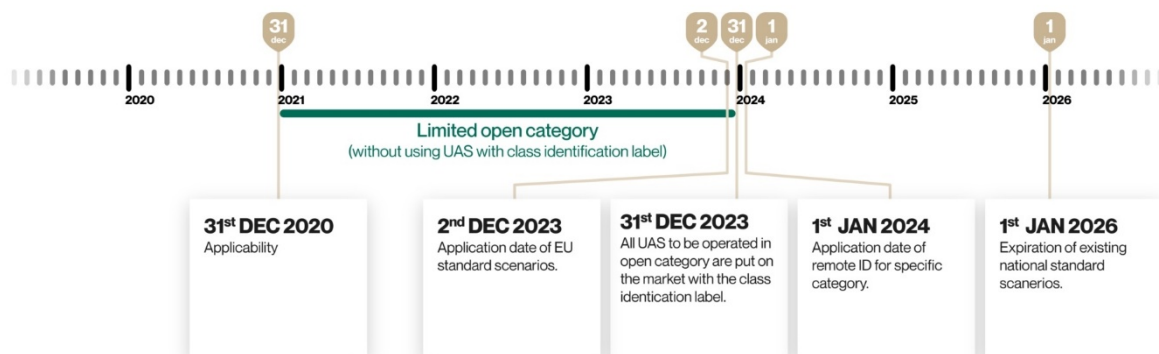 31
dec
2
dec
31
dec
1
jan
1
jan
2020
2021
2022
2023
2024
2025
2026
Limited open category
(without using UAS with class identification label)
31st DEC 2020
Applicability
2nd DEC 2023
Application date of EU
standard scenarios.
31st DEC 2023
All UAS to be operated in
open category are put on
the market with the class
identication label.
1st JAN 2024
Application date of
remote ID for specific
category.
1st JAN 2026
Expiration of existing
national standard
scanerios.